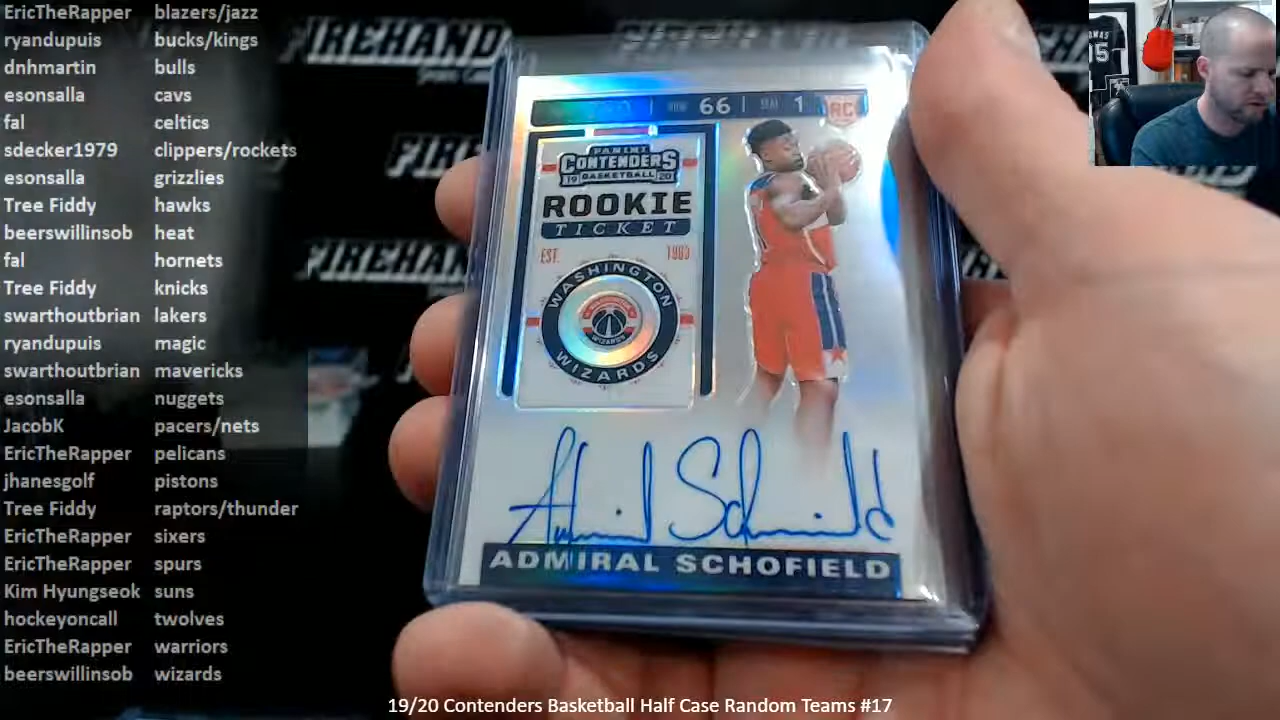 EricTheRapper blazers/jazz
ryandupuis bucks/kings
dnhmartin bulls
esonsalla cavs
fal celtics
sdecker1979 clippers/rockets
esonsalla grizzlies
Tree Fiddy hawks
beerswillinsob heat
fal hornets
Tree Fiddy knicks
swarthoutbrian lakers
ryandupuis magic
swarthoutbrian mavericks
esonsalla nuggets
JacobK pacers/nets
EricTheRapper pelicans
jhanesgolf pistons
Tree Fiddy raptors/thunder
EricTheRapper sixers
EricTheRapper spurs
Kim Hyungseok suns
hockeyoncall twolves
EricTheRapper warriors
beerswillinsob wizards
FIREHAND
66 1 RC
PANINI
CONTENDERS
19 BASKETBALL 20
ROOKIE
TICKET
EST.
WASHINGTON
WIZARDS
Admiral Schofield
ADMIRAL SCHOFIELD
19/20 Contenders Basketball Half Case Random Teams #17